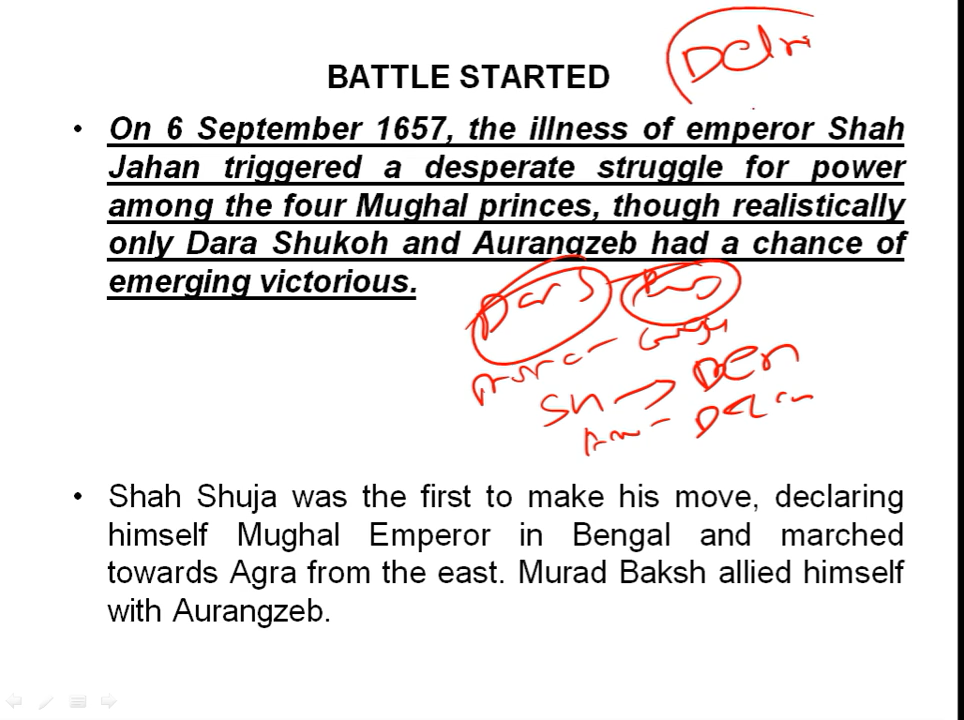 BATTLE STARTED
• On 6 September 1657, the illness of emperor Shah
Jahan triggered a desperate struggle for power
among the four Mughal princes, though realistically
only Dara Shukoh and Aurangzeb had a chance of
emerging victorious.
• Shah Shuja was the first to make his move, declaring
himself Mughal Emperor in Bengal and marched
towards Agra from the east. Murad Baksh allied himself
with Aurangzeb.